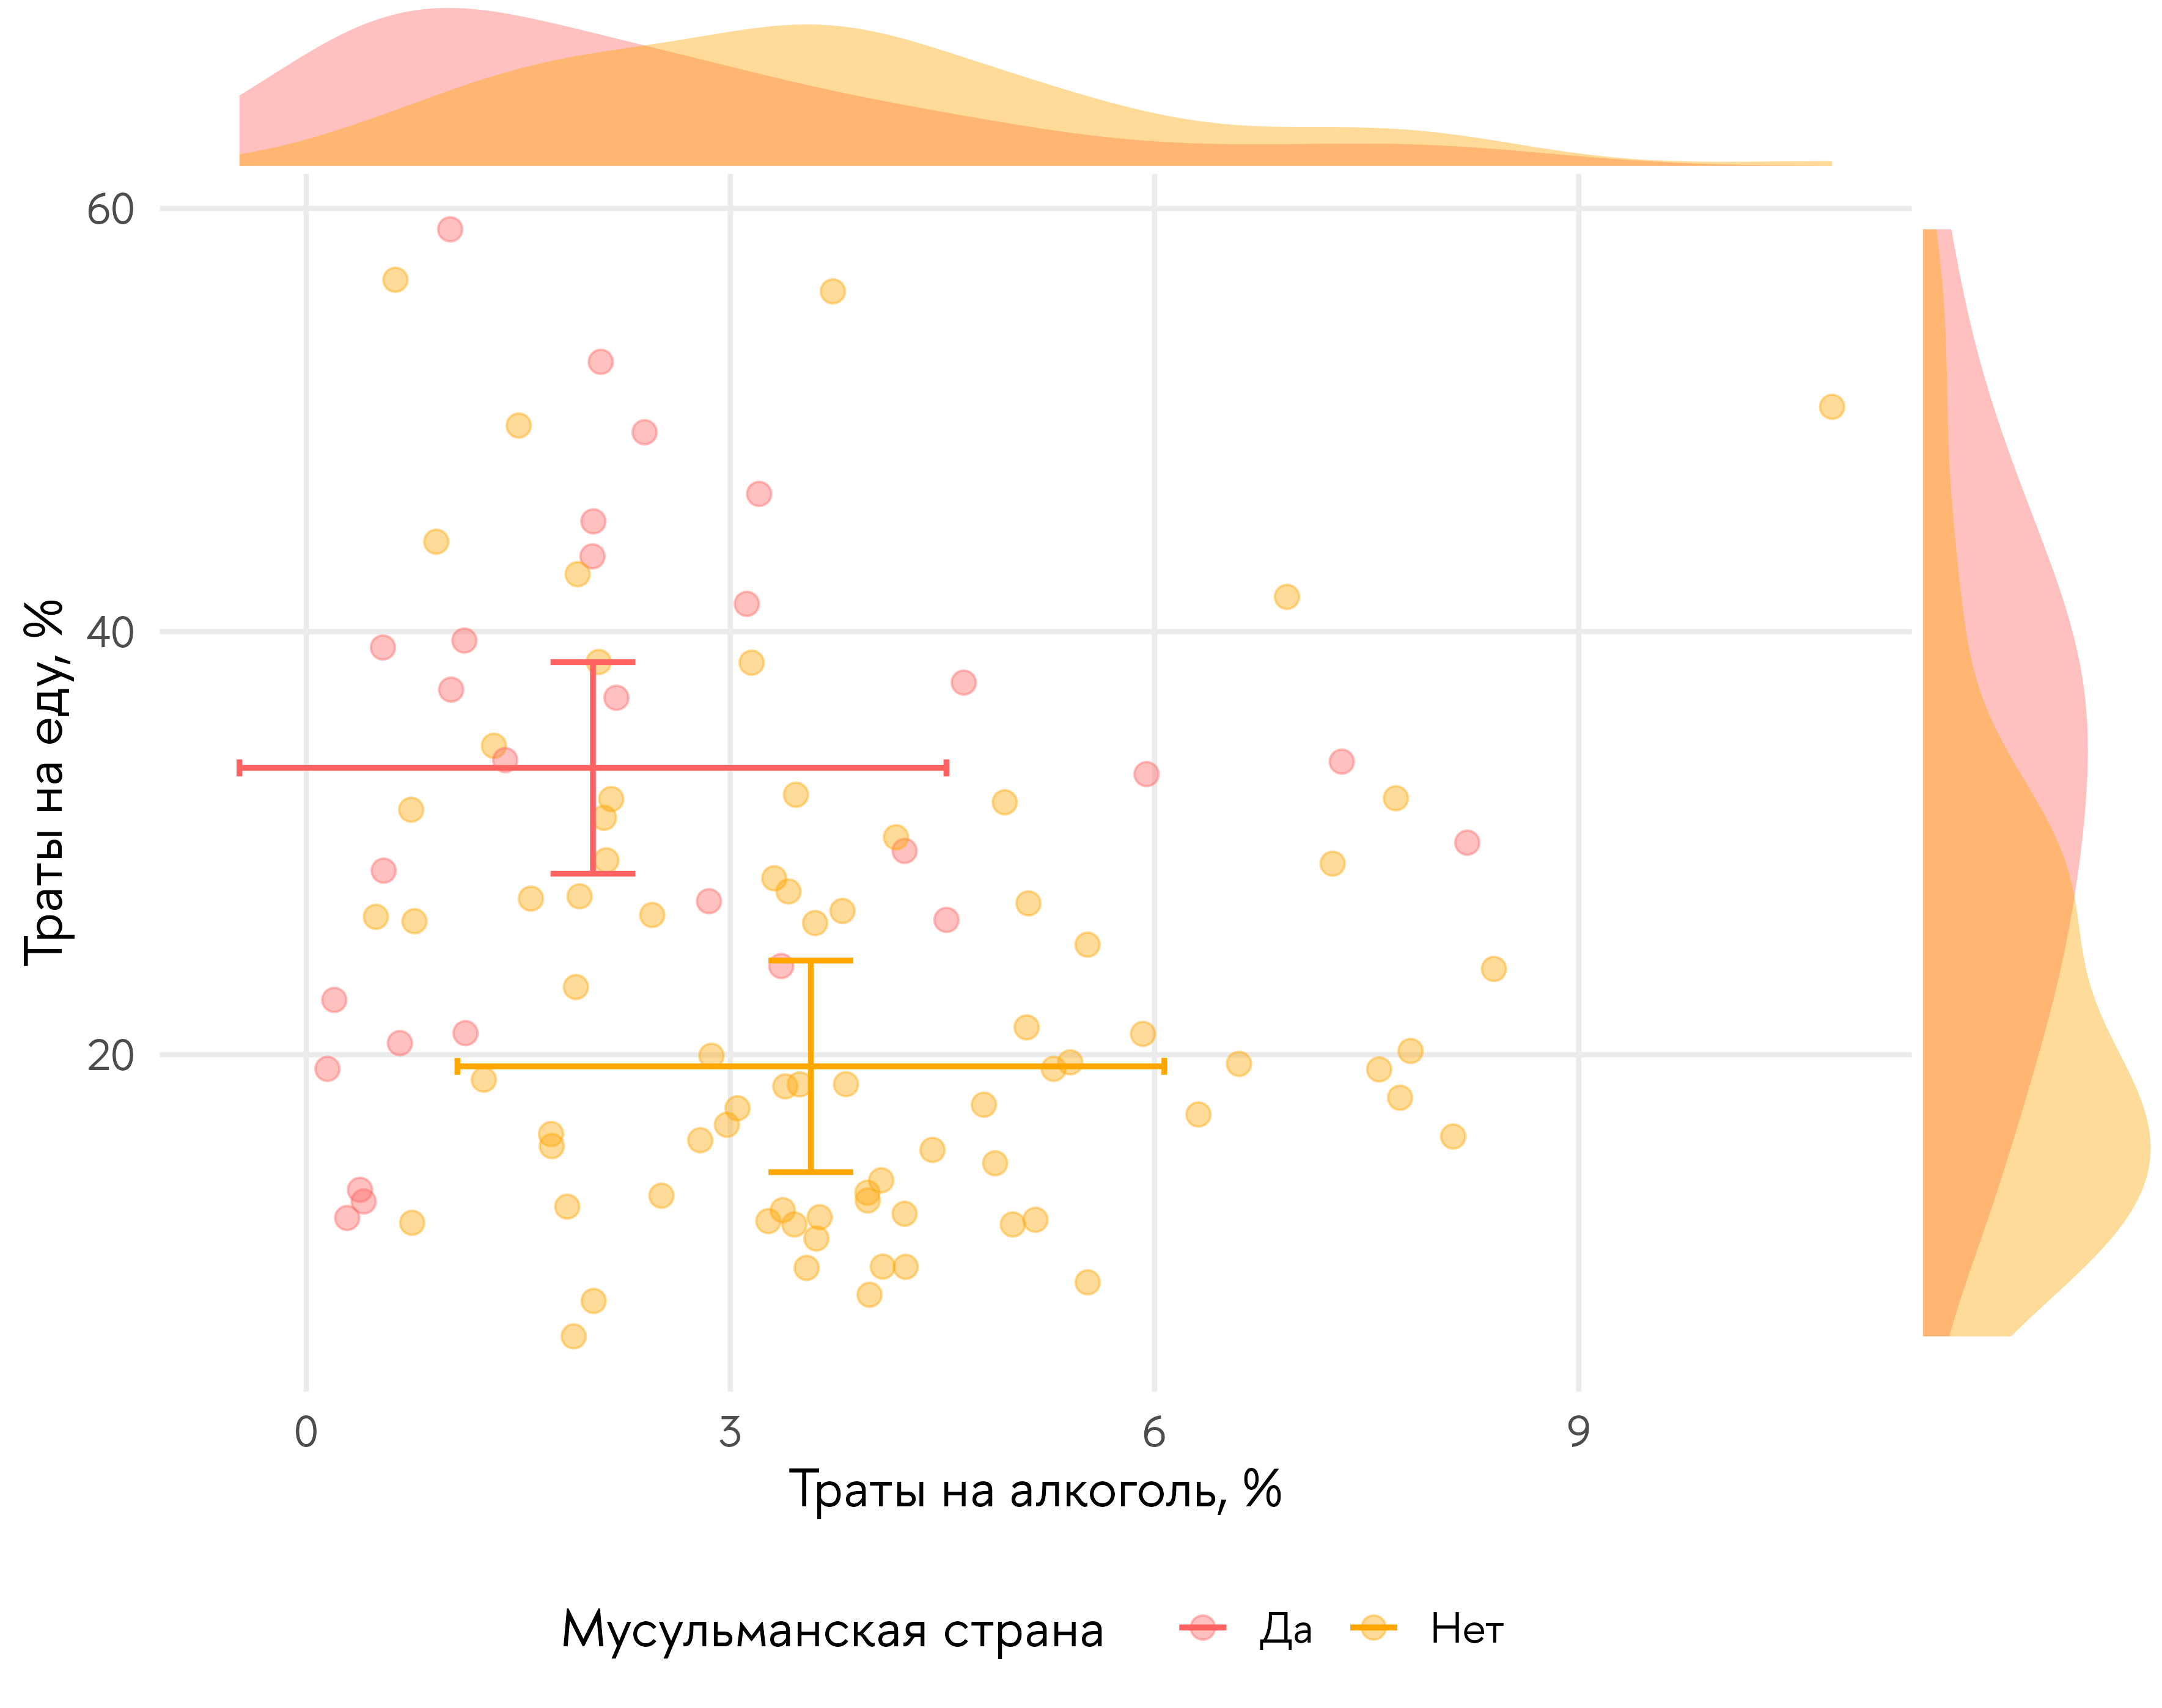 60
40
20
Траты на еду, %
0 3 6 9
Траты на алкоголь, %
Мусульманская страна Да Нет